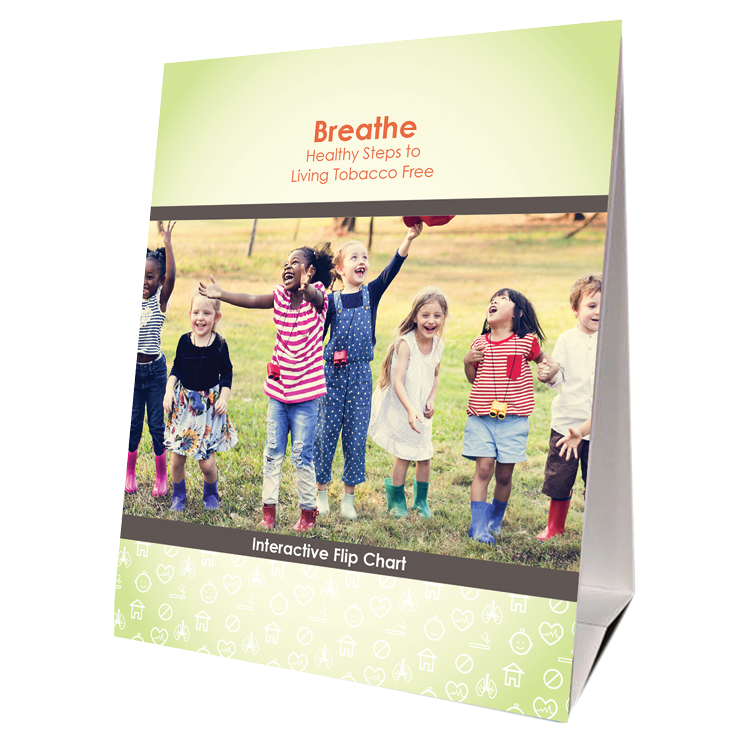 Breathe
Healthy Steps to
Living Tobacco Free
Interactive Flip Chart